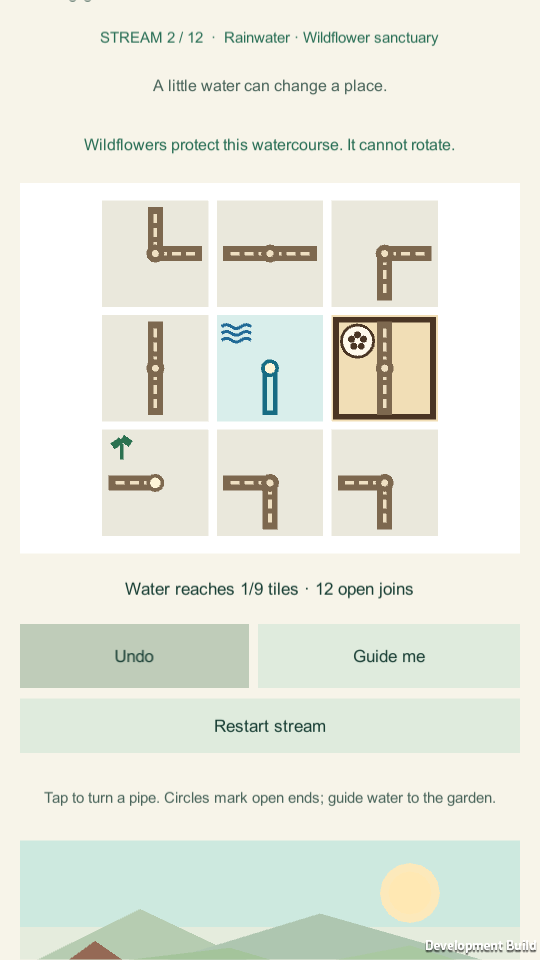 STREAM 2 / 12 · Rainwater · Wildflower sanctuary
A little water can change a place.
Wildflowers protect this watercourse. It cannot rotate.
Water reaches 1/9 tiles · 12 open joins
Undo
Guide me
Restart stream
Tap to turn a pipe. Circles mark open ends; guide water to the garden.
Development Build